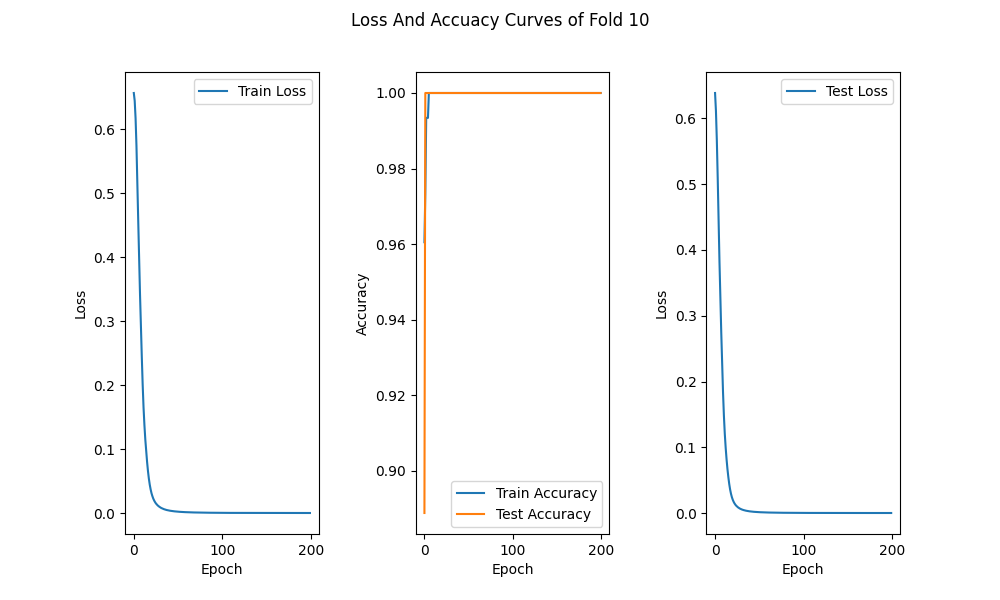 Loss And Accuacy Curves of Fold 10
Train Loss
0.6
0.5
0.4
0.3
0.2
0.1
0.0
Loss
0
100
200
Epoch
1.00
0.98
0.96
0.94
0.92
0.90
Accuracy
Train Accuracy
Test Accuracy
0
100
200
Epoch
Test Loss
0.6
0.5
0.4
0.3
0.2
0.1
0.0
Loss
0
100
200
Epoch